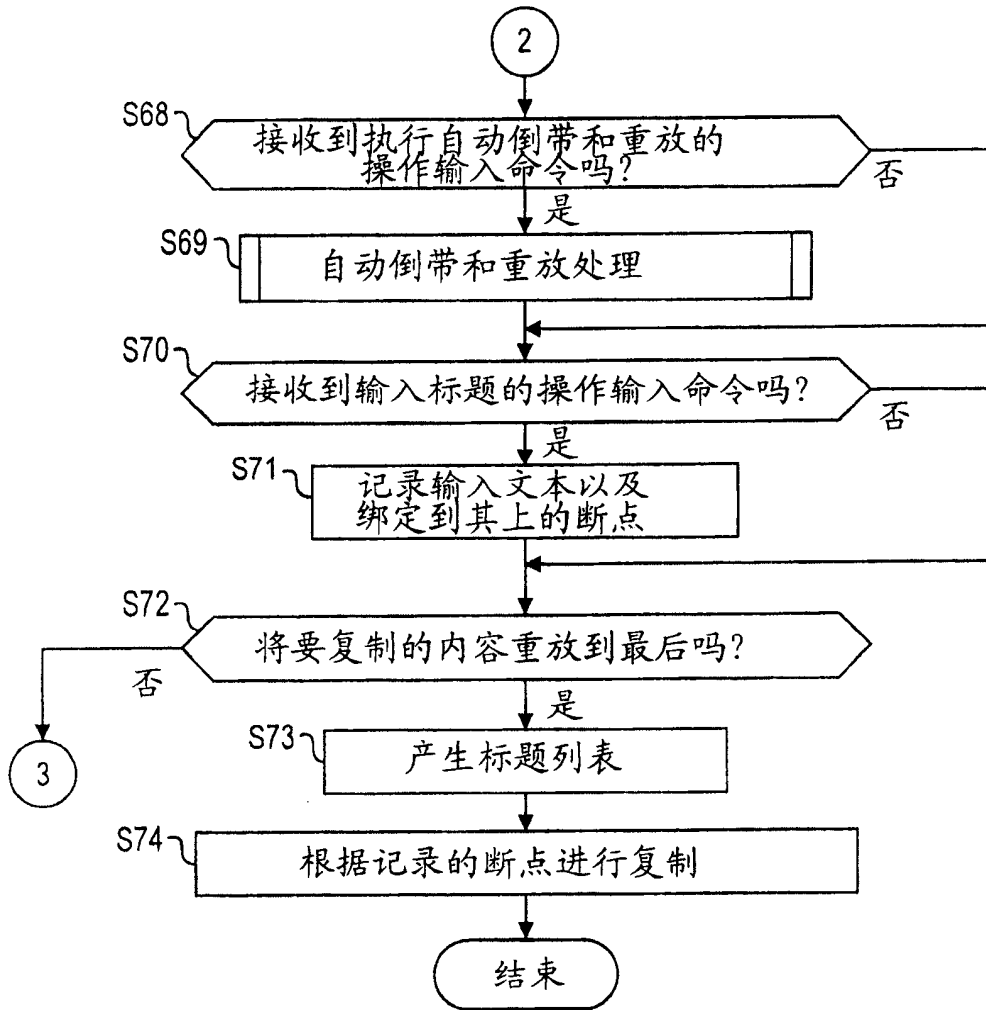 2
S68
接收到执行自动倒带和重放的
操作输入命令吗?
否
是
S69
自动倒带和重放处理
S70
接收到输入标题的操作输入命令吗?
否
是
S71
记录输入文本以及
绑定到其上的断点
S72
将要复制的内容重放到最后吗?
否
是
3
S73
产生标题列表
S74
根据记录的断点进行复制
结束